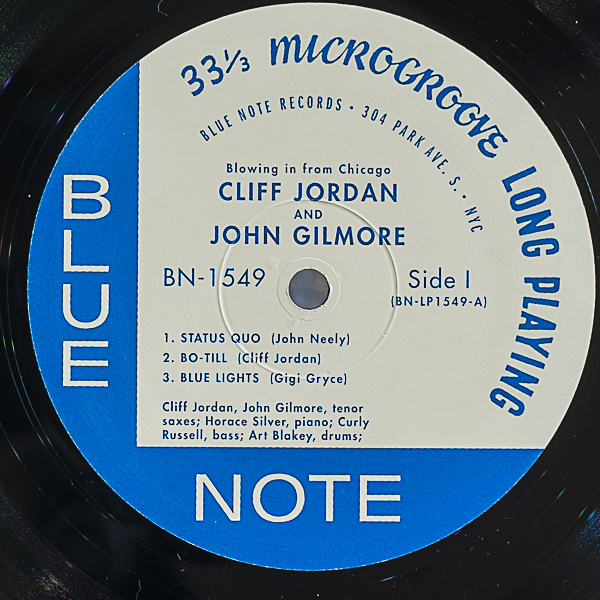 33⅓ MICROGROOVE LONG PLAYING
BLUE NOTE RECORDS • 304 PARK AVE. S. • NYC
Blowing in from Chicago
CLIFF JORDAN
AND
JOHN GILMORE
BN-1549
Side I
(BN-LP1549-A)
1. STATUS QUO (John Neely)
2. BO-TILL (Cliff Jordan)
3. BLUE LIGHTS (Gigi Gryce)
Cliff Jordan, John Gilmore, tenor
saxes; Horace Silver, piano; Curly
Russell, bass; Art Blakey, drums;
BLUE
NOTE